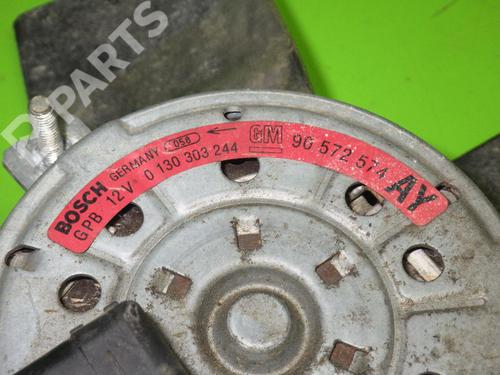 B-PARTS
BOSCH GERMANY 058 GM 90 572 574 AY
GPB 12V 0 130 303 244